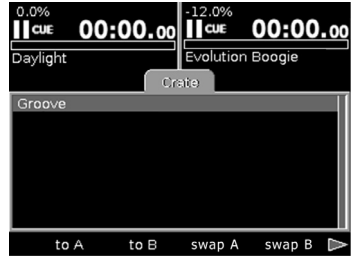 0.0%
CUE 00:00.00
Daylight
-12.0%
CUE 00:00.00
Evolution Boogie
Crate
Groove
to A to B swap A swap B